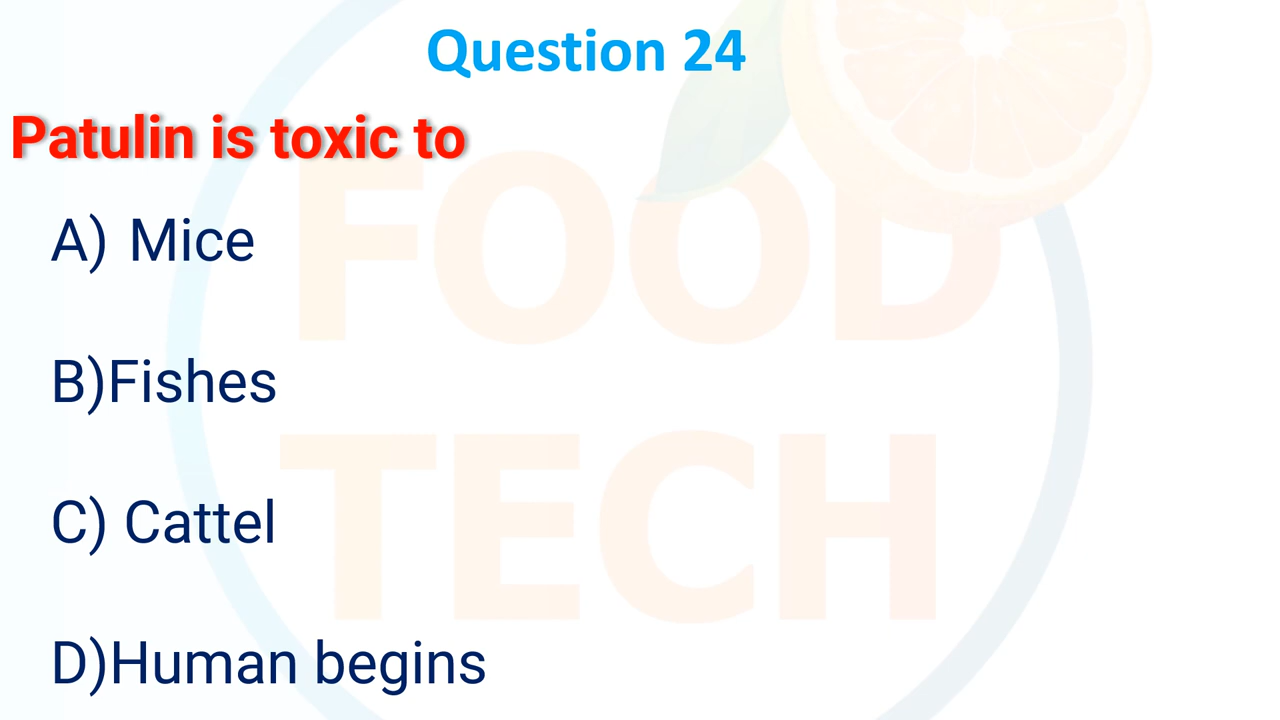 Question 24
Patulin is toxic to
A) Mice
B)Fishes
C) Cattel
D)Human begins
FOOD
TECH